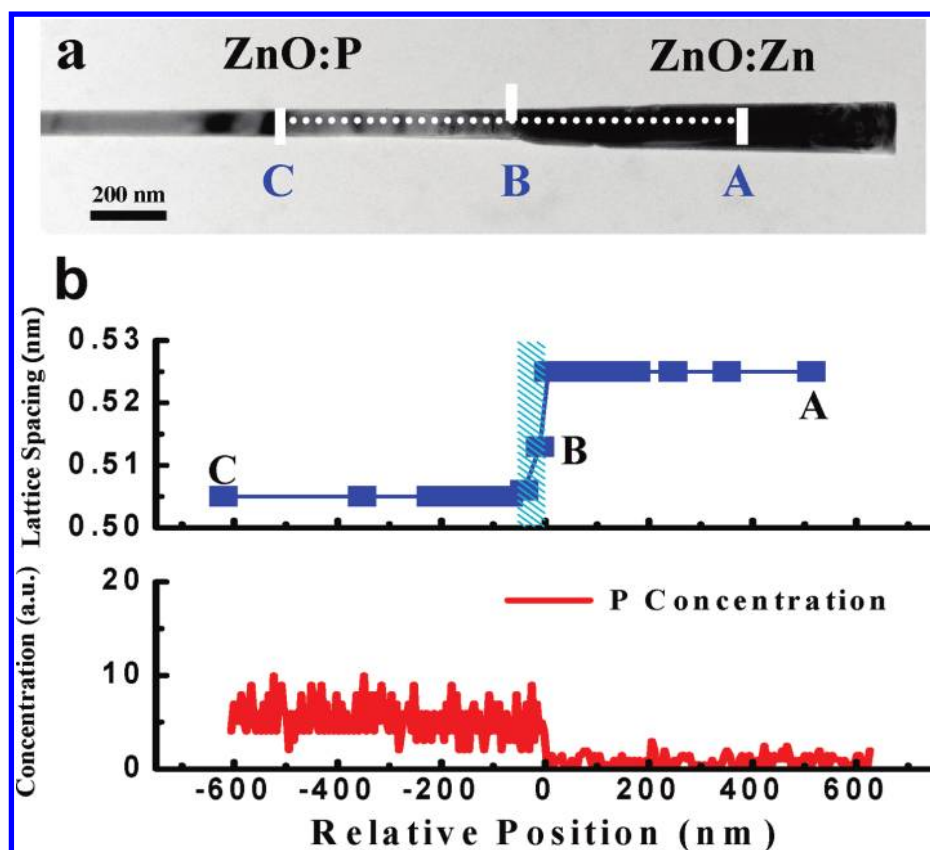 a
ZnO:P
ZnO:Zn
C
B
A
200 nm
b
Lattice Spacing (nm)
0.53
0.52
0.51
0.50
C
B
A
Concentration (a.u.)
20
10
0
P Concentration
-600 -400 -200 0 200 400 600
Relative Position (nm)